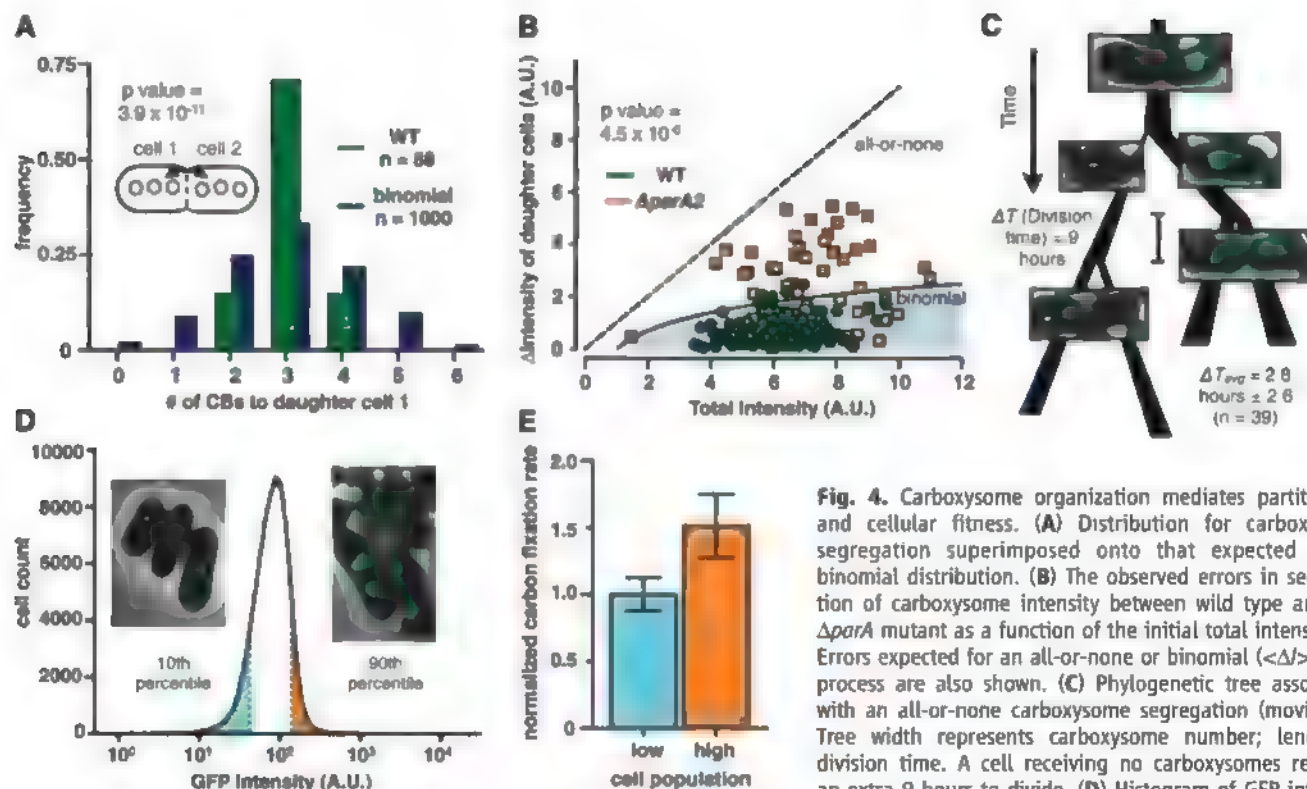 A
0.75
0.50
0.25
0
frequency
p value =
3.9 x 10⁻¹¹
cell 1 cell 2
WT
n = 58
binomial
n = 1000
0 1 2 3 4 5 6
# of CBs to daughter cell 1
B
ΔIntensity of daughter cells (A.U.)
10
8
6
4
2
0
p value =
WT
ΔparA2
all-or-none
binomial
0 2 4 6 8 10 12
Total Intensity (A.U.)
C
Time
ΔT (Division
time) = 9
hours
hours ± 2 6
(n = 39)
D
10000
8000
6000
4000
2000
0
cell count
10th
percentile
90th
percentile
10⁰ 10¹ 10² 10³ 10⁴
GFP Intensity (A.U.)
E
normalized carbon fixation rate
2.0
1.5
1.0
0.5
0
low high
cell population
Fig. 4. Carboxysome organization mediates partit
and cellular fitness. (A) Distribution for carbox
segregation superimposed onto that expected
binomial distribution. (B) The observed errors in se
tion of carboxysome intensity between wild type an
ΔparA mutant as a function of the initial total intens
Errors expected for an all-or-none or binomial
process are also shown. (C) Phylogenetic tree asso
with an all-or-none carboxysome segregation (movi
Tree width represents carboxysome number; len
division time. A cell receiving no carboxysomes re
an extra 9 hours to divide. (D) Histogram of GFP in